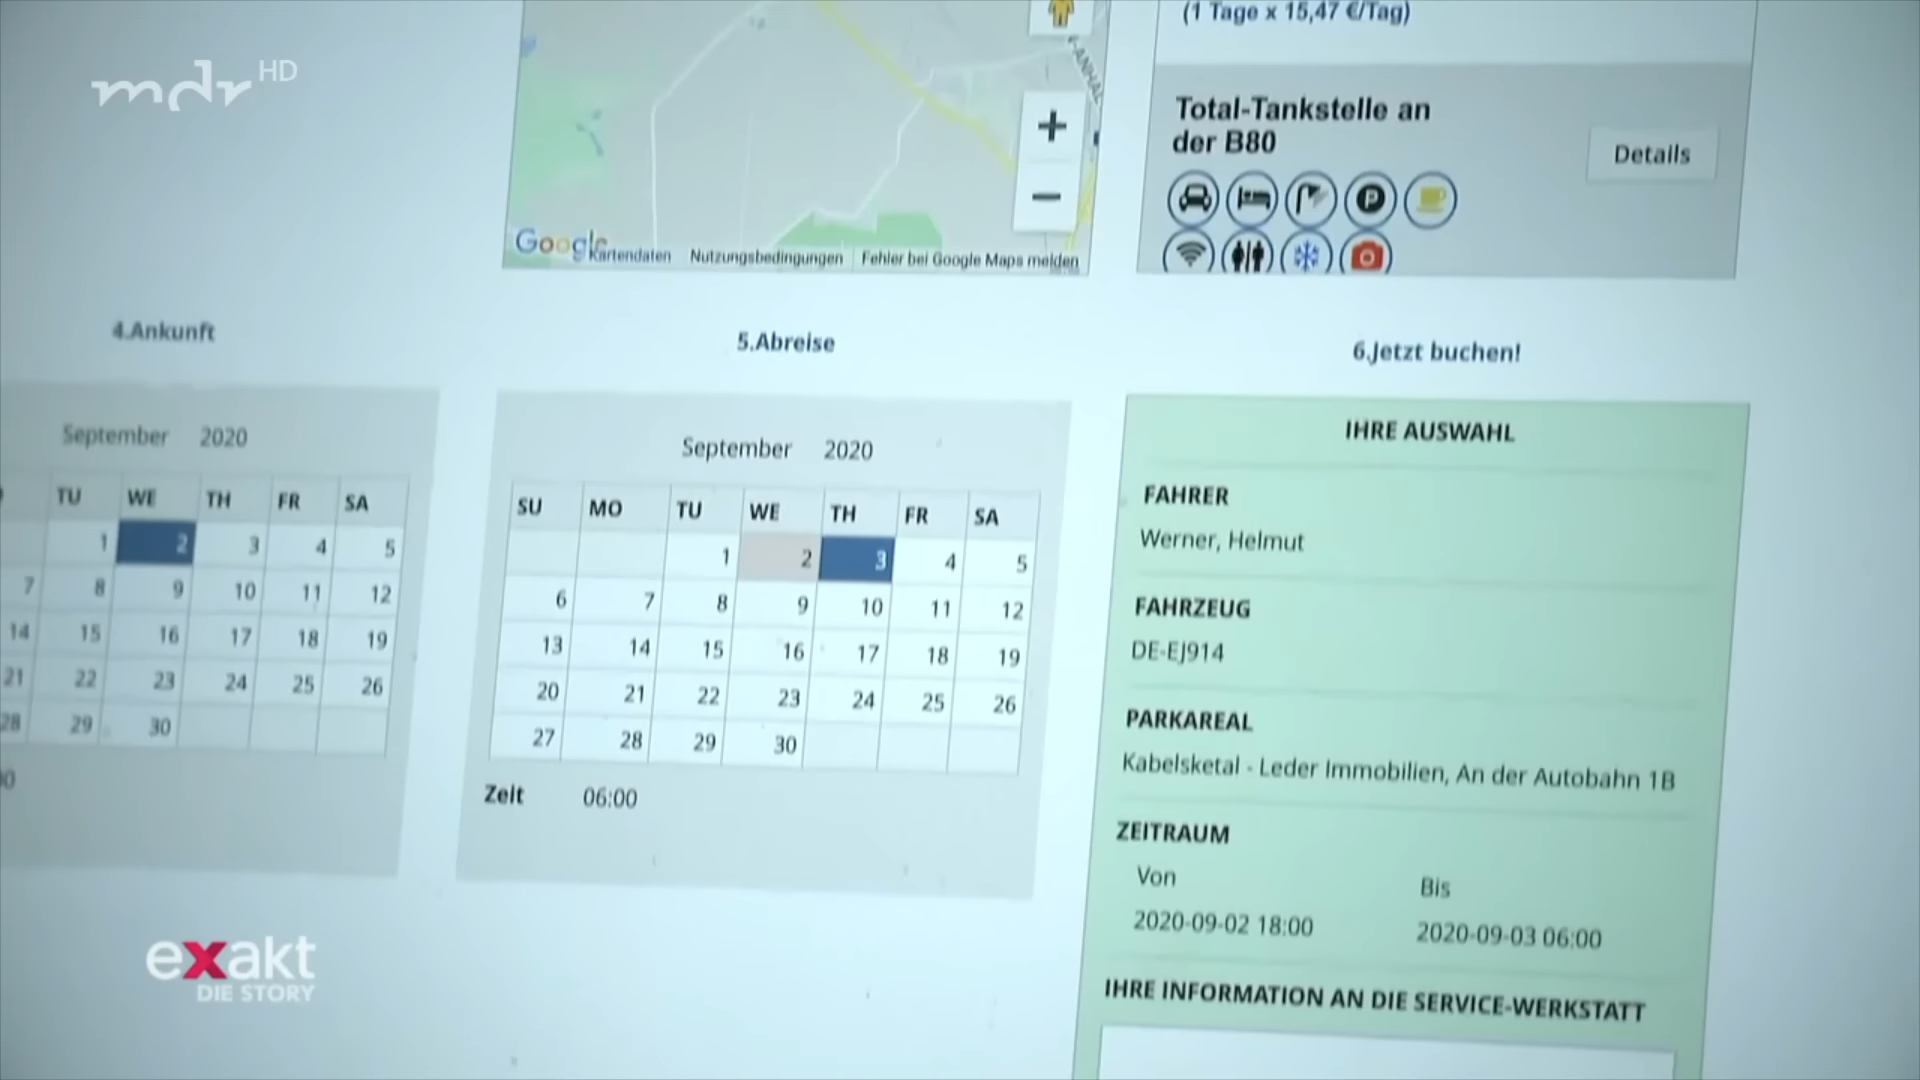 mdr HD
(1 Tage x 15,47 €/Tag)
Total-Tankstelle an
der B80
Details
Google
Kartendaten Nutzungsbedingungen Fehler bei Google Maps melden
4.Ankunft
5.Abreise
6.Jetzt buchen!
September 2020
TU WE TH FR SA
1 2 3 4 5
7 8 9 10 11 12
14 15 16 17 18 19
21 22 23 24 25 26
28 29 30
September 2020
SU MO TU WE TH FR SA
1 2 3 4 5
6 7 8 9 10 11 12
13 14 15 16 17 18 19
20 21 22 23 24 25 26
27 28 29 30
Zeit 06:00
IHRE AUSWAHL
FAHRER
Werner, Helmut
FAHRZEUG
DE-EJ914
PARKAREAL
Kabelsketal - Leder Immobilien, An der Autobahn 1B
ZEITRAUM
Von Bis
2020-09-02 18:00 2020-09-03 06:00
IHRE INFORMATION AN DIE SERVICE-WERKSTATT
exakt
DIE STORY